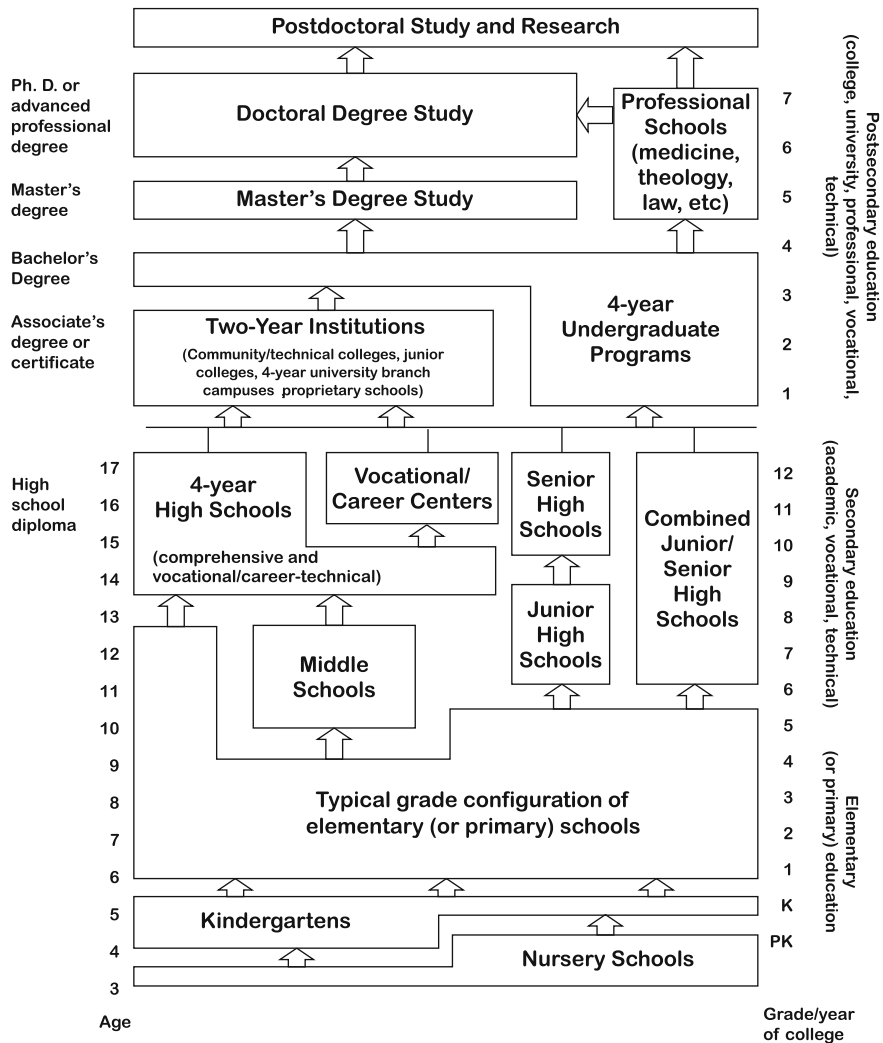 Postdoctoral Study and Research
Ph. D. or
advanced
professional
degree
Doctoral Degree Study
Professional
Schools
(medicine,
theology,
law, etc)
7
6
Master's
degree
Master's Degree Study
5
Bachelor's
Degree
4
3
4-year
Undergraduate
Programs
Associate's
degree or
certificate
Two-Year Institutions
(Community/technical colleges, junior
colleges, 4-year university branch
campuses proprietary schools)
2
1
Postsecondary education
(college, university, professional, vocational,
technical)
High
school
diploma
17
16
15
14
13
12
11
10
9
8
7
6
5
4
3
Age
4-year
High Schools
(comprehensive and
vocational/career-technical)
Vocational/
Career Centers
Senior
High
Schools
Combined
Junior/
Senior
High
Schools
Junior
High
Schools
Middle
Schools
Typical grade configuration of
elementary (or primary) schools
Kindergartens
Nursery Schools
12
11
10
9
8
7
6
5
4
3
2
1
K
PK
Grade/year
of college
Secondary education
(academic, vocational, technical)
Elementary
(or primary) education